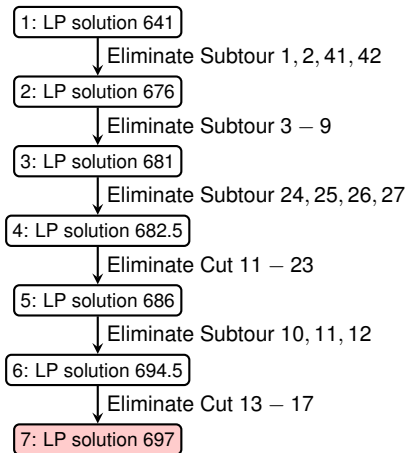 1: LP solution 641
Eliminate Subtour 1, 2, 41, 42
2: LP solution 676
Eliminate Subtour 3 − 9
3: LP solution 681
Eliminate Subtour 24, 25, 26, 27
4: LP solution 682.5
Eliminate Cut 11 − 23
5: LP solution 686
Eliminate Subtour 10, 11, 12
6: LP solution 694.5
Eliminate Cut 13 − 17
7: LP solution 697